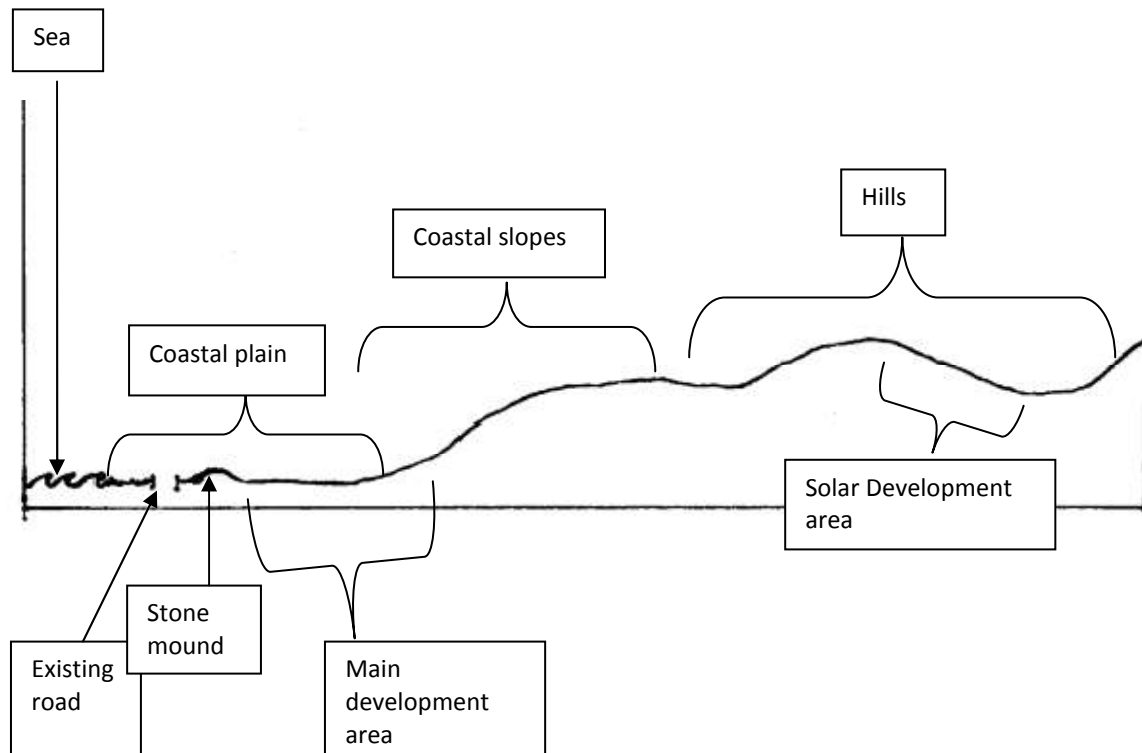 Sea
Hills
Coastal slopes
Coastal plain
Solar Development
area
Stone
mound
Existing
road
Main
development
area